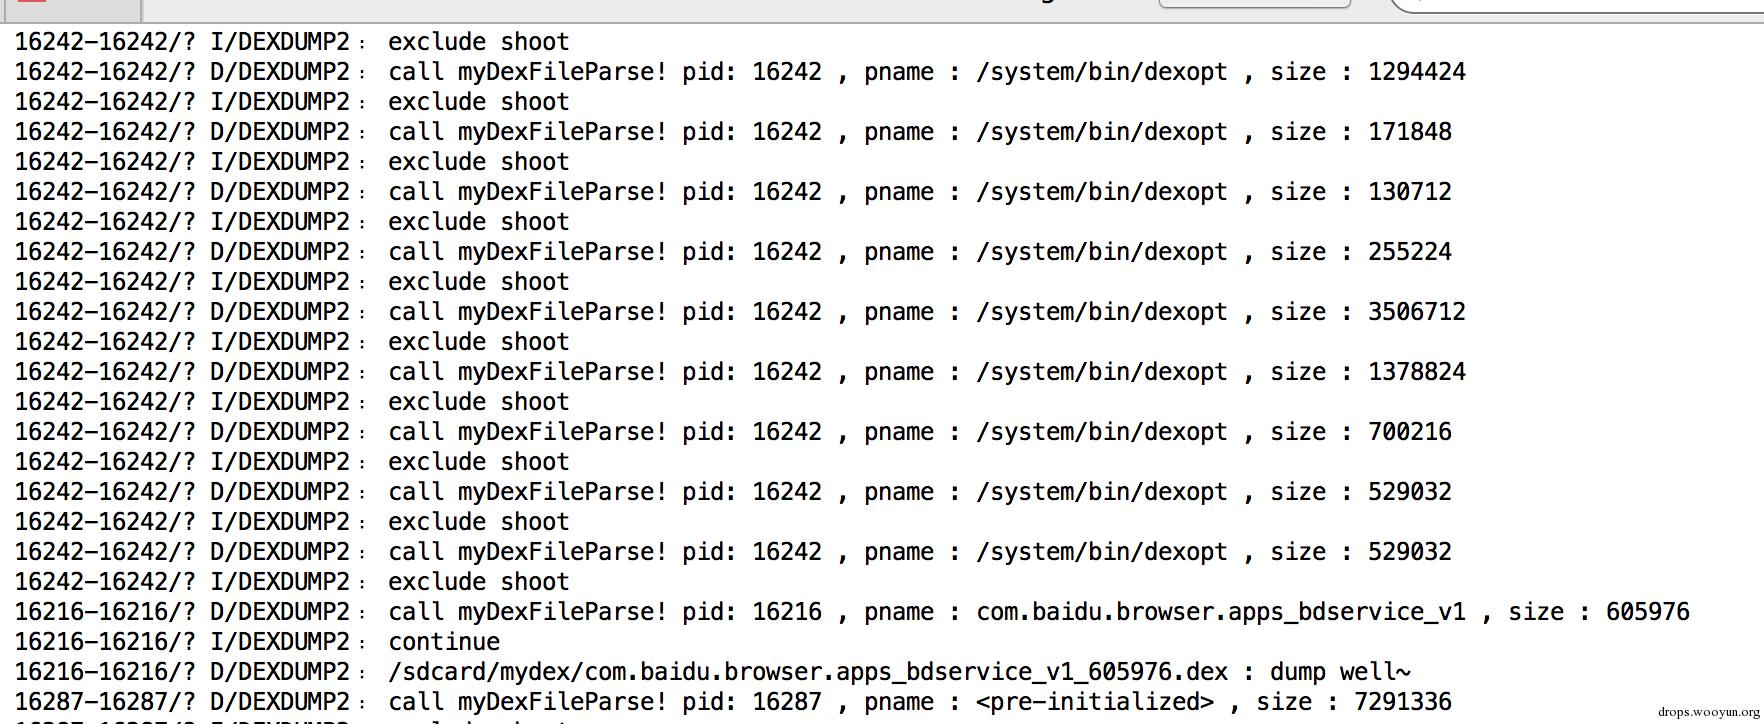 16242-16242/? I/DEXDUMP2﹕ exclude shoot
16242-16242/? D/DEXDUMP2﹕ call myDexFileParse! pid: 16242 , pname : /system/bin/dexopt , size : 1294424
16242-16242/? I/DEXDUMP2﹕ exclude shoot
16242-16242/? D/DEXDUMP2﹕ call myDexFileParse! pid: 16242 , pname : /system/bin/dexopt , size : 171848
16242-16242/? I/DEXDUMP2﹕ exclude shoot
16242-16242/? D/DEXDUMP2﹕ call myDexFileParse! pid: 16242 , pname : /system/bin/dexopt , size : 130712
16242-16242/? I/DEXDUMP2﹕ exclude shoot
16242-16242/? D/DEXDUMP2﹕ call myDexFileParse! pid: 16242 , pname : /system/bin/dexopt , size : 255224
16242-16242/? I/DEXDUMP2﹕ exclude shoot
16242-16242/? D/DEXDUMP2﹕ call myDexFileParse! pid: 16242 , pname : /system/bin/dexopt , size : 3506712
16242-16242/? I/DEXDUMP2﹕ exclude shoot
16242-16242/? D/DEXDUMP2﹕ call myDexFileParse! pid: 16242 , pname : /system/bin/dexopt , size : 1378824
16242-16242/? I/DEXDUMP2﹕ exclude shoot
16242-16242/? D/DEXDUMP2﹕ call myDexFileParse! pid: 16242 , pname : /system/bin/dexopt , size : 700216
16242-16242/? I/DEXDUMP2﹕ exclude shoot
16242-16242/? D/DEXDUMP2﹕ call myDexFileParse! pid: 16242 , pname : /system/bin/dexopt , size : 529032
16242-16242/? I/DEXDUMP2﹕ exclude shoot
16242-16242/? D/DEXDUMP2﹕ call myDexFileParse! pid: 16242 , pname : /system/bin/dexopt , size : 529032
16242-16242/? I/DEXDUMP2﹕ exclude shoot
16216-16216/? D/DEXDUMP2﹕ call myDexFileParse! pid: 16216 , pname : com.baidu.browser.apps_bdservice_v1 , size : 605976
16216-16216/? I/DEXDUMP2﹕ continue
16216-16216/? D/DEXDUMP2﹕ /sdcard/mydex/com.baidu.browser.apps_bdservice_v1_605976.dex : dump well~
16287-16287/? D/DEXDUMP2﹕ call myDexFileParse! pid: 16287 , pname : <pre-initialized> , size : 7291336
drops.wooyun.org